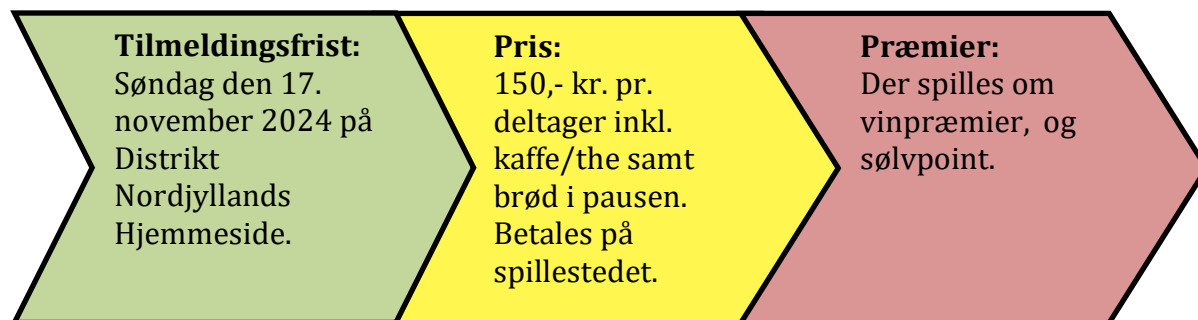 Tilmeldingsfrist:
Søndag den 17.
november 2024 på
Distrikt
Nordjyllands
Hjemmeside.
Pris:
150,- kr. pr.
deltager inkl.
kaffe/the samt
brød i pausen.
Betales på
spillestedet.
Præmier:
Der spilles om
vinpræmier,  og
sølvpoint.